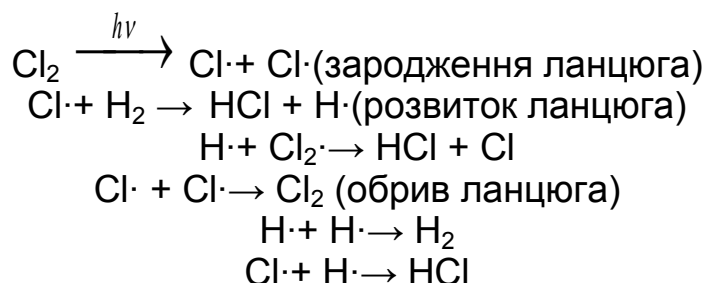 Cl₂ —hν→ Cl·+ Cl·(зародження ланцюга)
Cl·+ H₂ → HCl + H·(розвиток ланцюга)
H·+ Cl₂·→ HCl + Cl
Cl· + Cl·→ Cl₂ (обрив ланцюга)
H·+ H·→ H₂
Cl·+ H·→ HCl